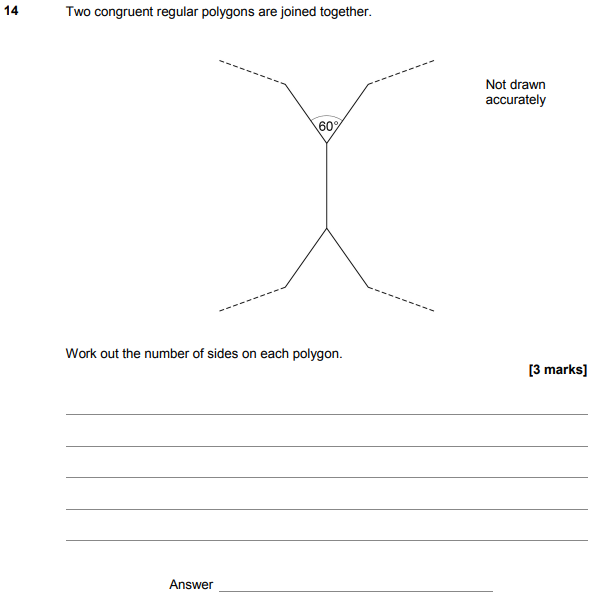 14 Two congruent regular polygons are joined together.
Not drawn
accurately
60°
Work out the number of sides on each polygon.
[3 marks]
Answer